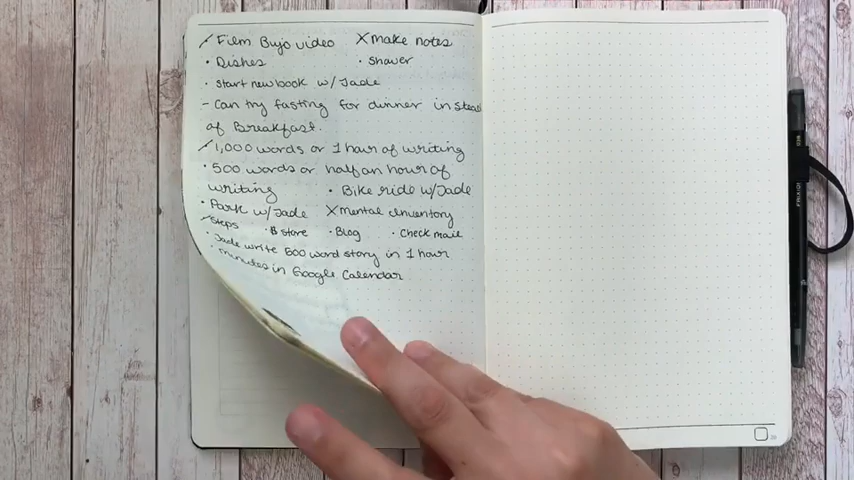 Film Bujo video X make notes
• Dishes • shower
• start new book w/ Jade
- Can try fasting for dinner instead
of Breakfast.
1,000 words or 1 hour of writing
• 500 words or half an hour of
writing • Bike ride w/ Jade
• Park w/ Jade X Mental Inventory
Steps • $ store • Blog • Check mail
• Jade write 500 word story in 1 hour
• minutes in Google Calendar